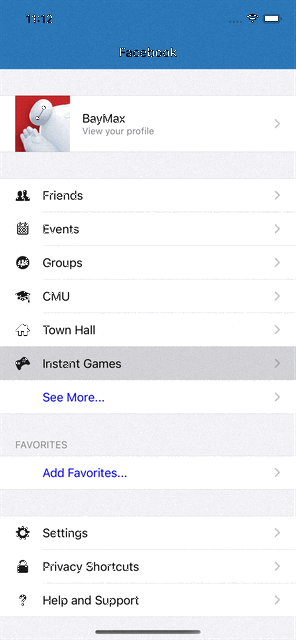 11:12
Facebook
BayMax
View your profile
Friends
Events
Groups
CMU
Town Hall
Instant Games
See More...
FAVORITES
Add Favorites...
Settings
Privacy Shortcuts
Help and Support